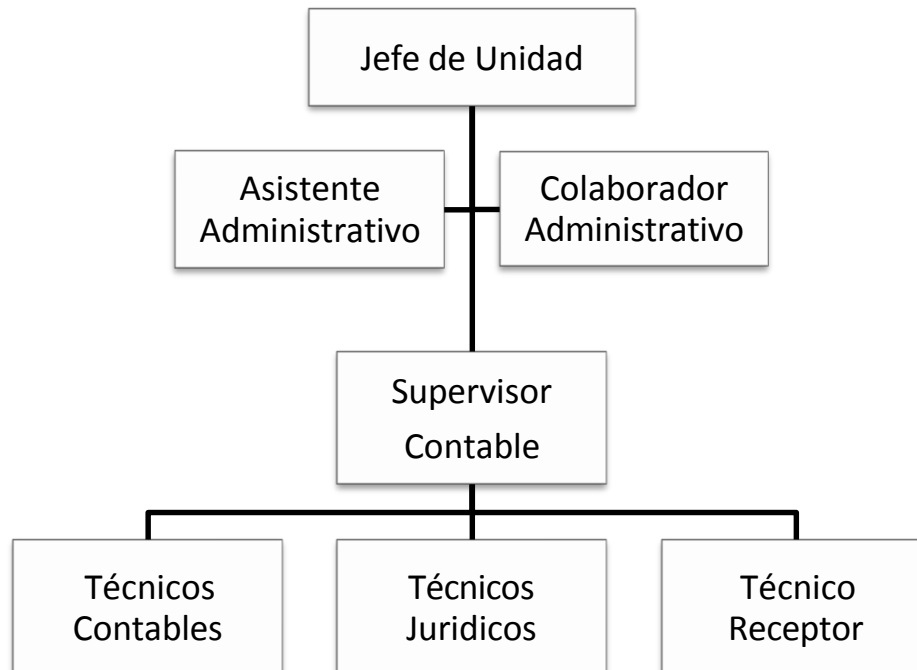 Jefe de Unidad
Asistente
Administrativo
Colaborador
Administrativo
Supervisor
Contable
Técnicos
Contables
Técnicos
Juridicos
Técnico
Receptor